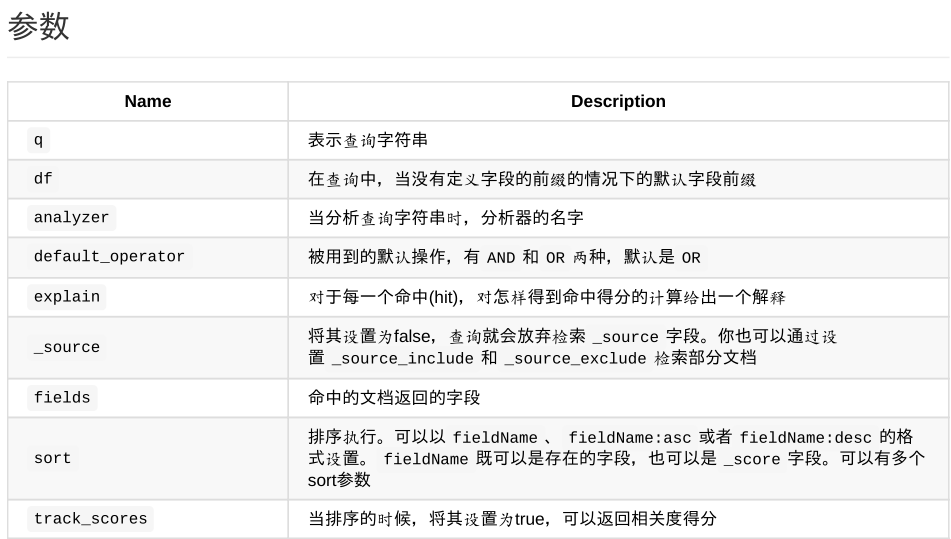 参数
Name Description
q 表示查询字符串
df 在查询中，当没有定义字段的前缀的情况下的默认字段前缀
analyzer 当分析查询字符串时，分析器的名字
default_operator 被用到的默认操作，有 AND 和 OR 两种，默认是 OR
explain 对于每一个命中(hit)，对怎样得到命中得分的计算给出一个解释
_source 将其设置为false，查询就会放弃检索 _source 字段。你也可以通过设
置 _source_include 和 _source_exclude 检索部分文档
fields 命中的文档返回的字段
sort 排序执行。可以以 fieldName 、 fieldName:asc 或者 fieldName:desc 的格
式设置。 fieldName 既可以是存在的字段，也可以是 _score 字段。可以有多个
sort参数
track_scores 当排序的时候，将其设置为true，可以返回相关度得分